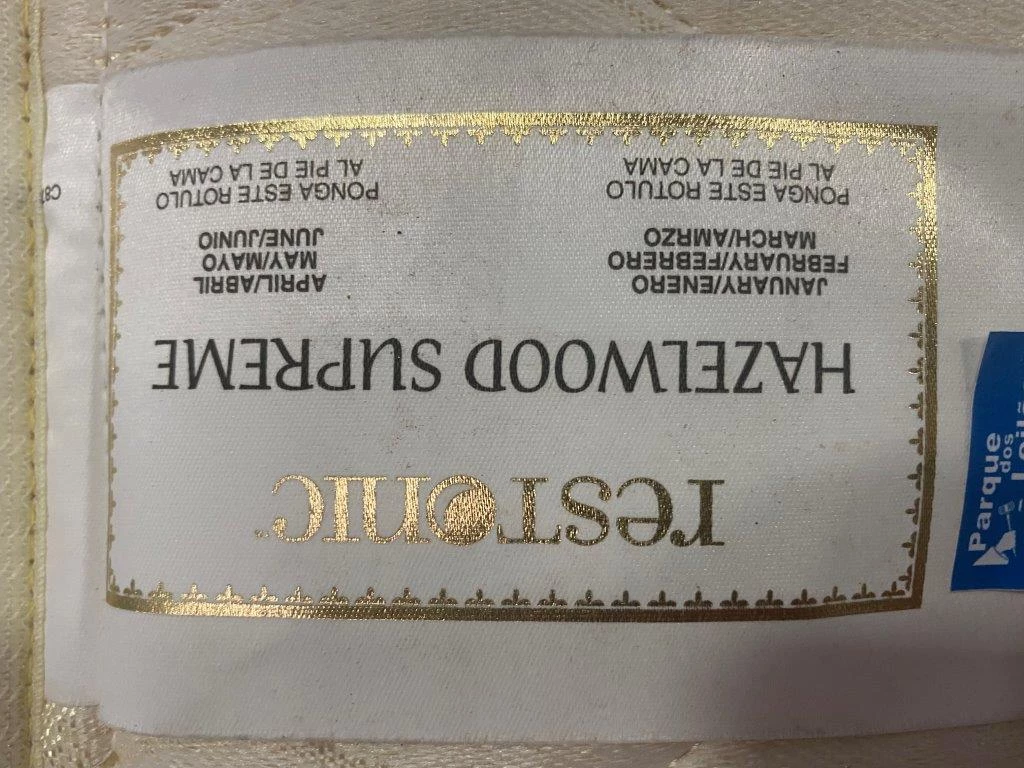 resTonic™
HAZELWOOD SUPREME
JANUARY/ENERO
FEBRUARY/FEBRERO
MARCH/AMRZO
PONGA ESTE ROTULO
AL PIE DE LA CAMA
APRIL/ABRIL
MAY/MAYO
JUNE/JUNIO
PONGA ESTE ROTULO
AL PIE DE LA CAMA
Parque
dos